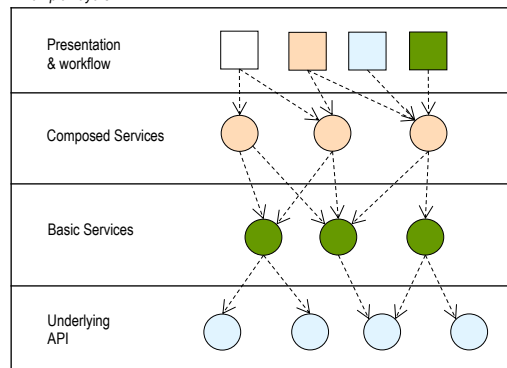 Presentation
& workflow
Composed Services
Basic Services
Underlying
API